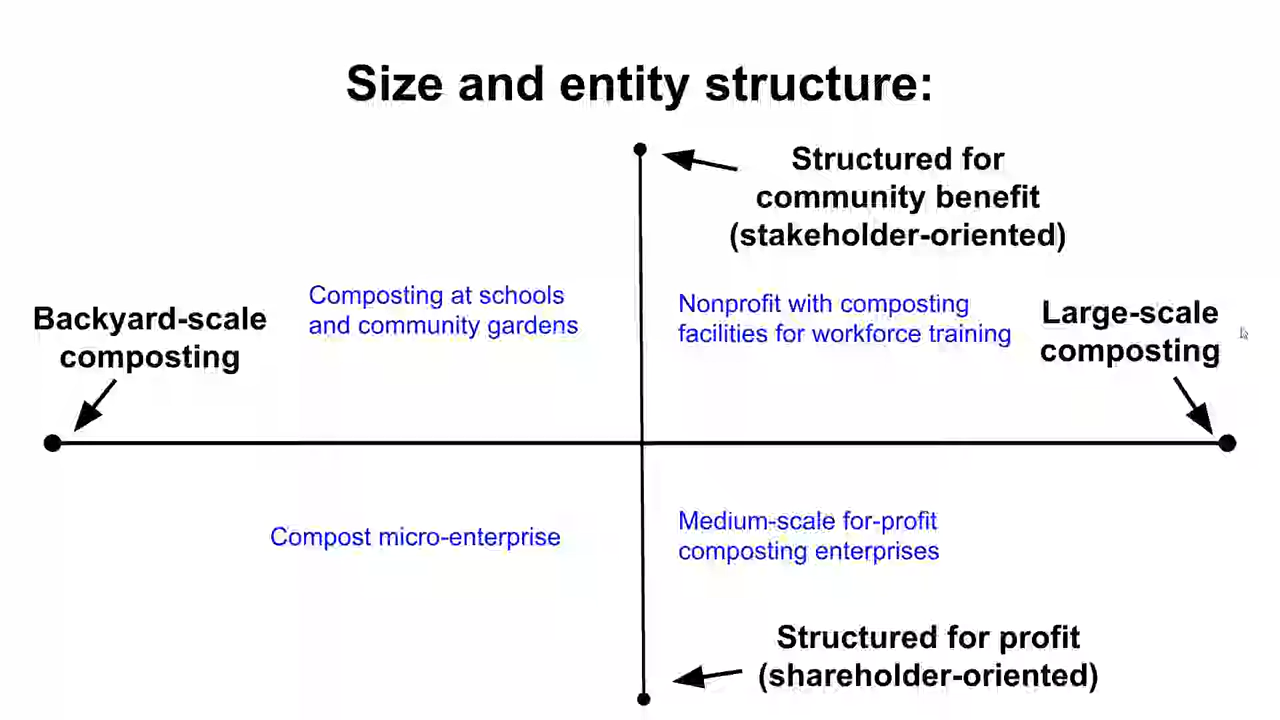 Size and entity structure:
Structured for
community benefit
(stakeholder-oriented)
Backyard-scale
composting
Composting at schools
and community gardens
Nonprofit with composting
facilities for workforce training
Large-scale
composting
Compost micro-enterprise
Medium-scale for-profit
composting enterprises
Structured for profit
(shareholder-oriented)